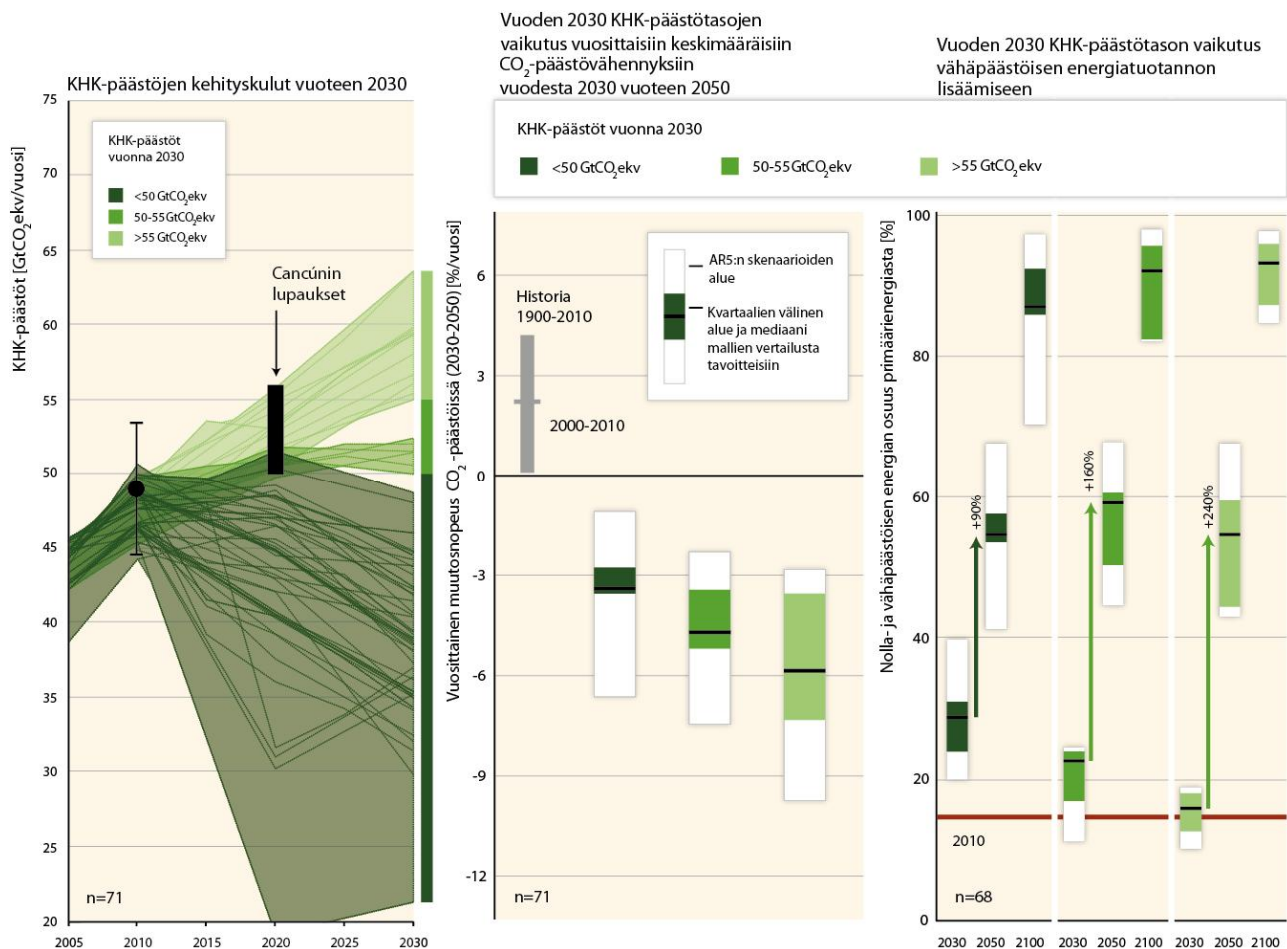 KHK-päästöjen kehityskulut vuoteen 2030
KHK-päästöt [GtCO2ekv/vuosi]
75
70
65
60
55
50
45
40
35
30
25
20
KHK-päästöt
vuonna 2030
<50 GtCO2ekv
50-55GtCO2ekv
>55 GtCO2ekv
Cancúnin
lupaukset
n=71
2005
2010
2015
2020
2025
2030
Vuoden 2030 KHK-päästötasojen
vaikutus vuosittaisiin keskimääräisiin
CO2-päästövähennyksiin
vuodesta 2030 vuoteen 2050
Vuoden 2030 KHK-päästötason vaikutus
vähäpäästöisen energiatuotannon
lisäämiseen
KHK-päästöt vuonna 2030
<50 GtCO2ekv
50-55GtCO2ekv
>55 GtCO2ekv
Vuosittainen muutosnopeus CO2 -päästöissä (2030-2050) [%/vuosi]
6
3
0
-3
-6
-9
-12
Historia
1900-2010
2000-2010
AR5:n skenaarioiden
alue
Kvartaalien välinen
alue ja mediaani
mallien vertailusta
tavoitteisiin
n=71
Nolla- ja vähäpäästöisen energian osuus primäärienergiasta [%]
100
80
60
40
20
0
+90%
+160%
+240%
2010
n=68
2030
2050
2100
2030
2050
2100
2030
2050
2100